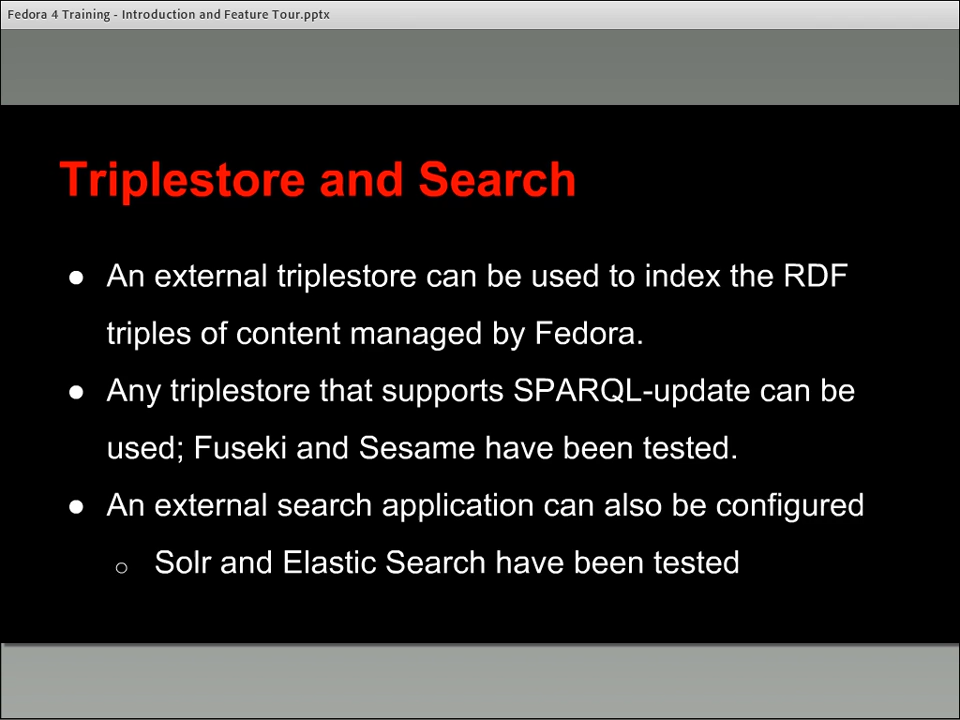 Fedora 4 Training - Introduction and Feature Tour.pptx
Triplestore and Search
● An external triplestore can be used to index the RDF
triples of content managed by Fedora.
● Any triplestore that supports SPARQL-update can be
used; Fuseki and Sesame have been tested.
● An external search application can also be configured
o Solr and Elastic Search have been tested